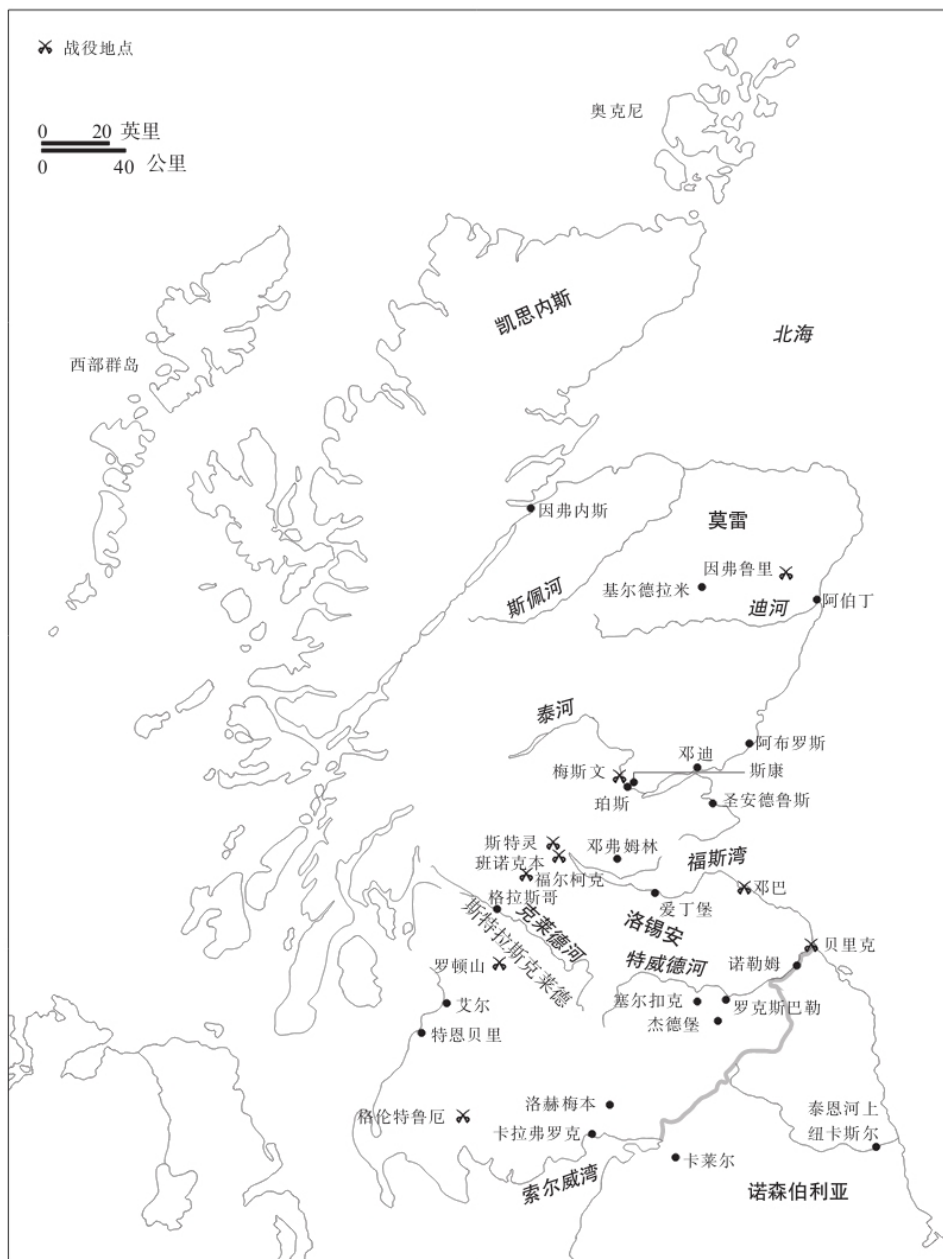 战役地点
0 20 英里
0 40 公里
奥克尼
凯思内斯
北海
西部群岛
因弗内斯
莫雷
因弗鲁里
基尔德拉米
斯佩河
迪河
阿伯丁
泰河
阿布罗斯
邓迪
斯康
梅斯文
珀斯
圣安德鲁斯
斯特灵
班诺克本
邓弗姆林
福斯湾
福尔柯克
邓巴
格拉斯哥
爱丁堡
克莱德河
斯特拉斯克莱德
洛锡安
贝里克
特威德河
诺勒姆
罗顿山
塞尔扣克
罗克斯巴勒
艾尔
杰德堡
特恩贝里
洛赫梅本
格伦特鲁厄
卡拉弗罗克
泰恩河上
纽卡斯尔
卡莱尔
索尔威湾
诺森伯利亚